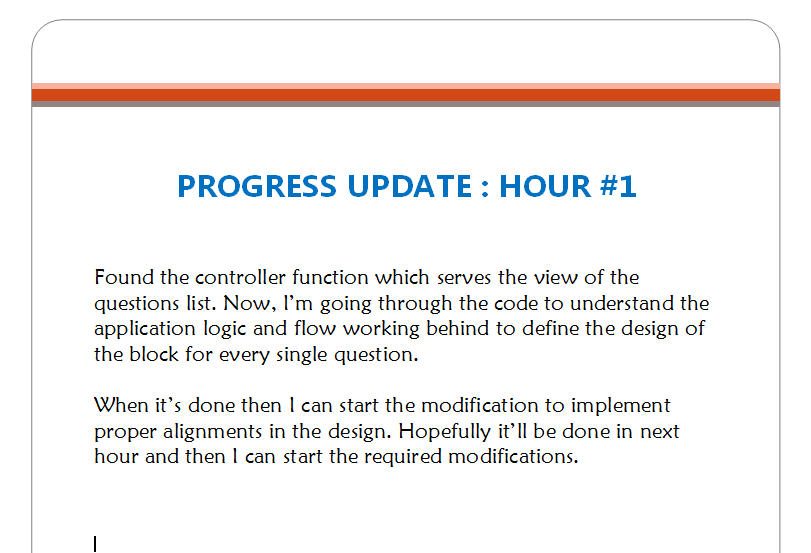 PROGRESS UPDATE : HOUR #1
Found the controller function which serves the view of the
questions list. Now, I'm going through the code to understand the
application logic and flow working behind to define the design of
the block for every single question.
When it's done then I can start the modification to implement
proper alignments in the design. Hopefully it'll be done in next
hour and then I can start the required modifications.